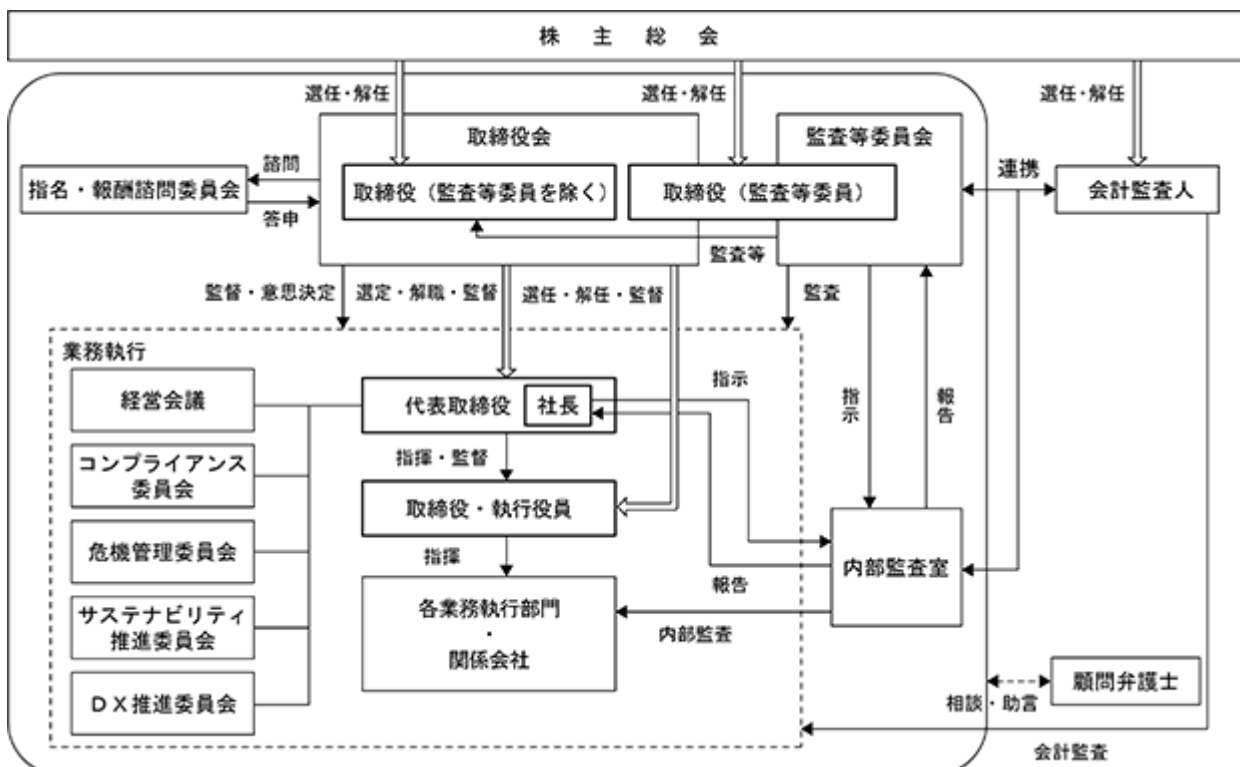 株主総会
選任・解任
選任・解任
選任・解任
取締役会
監査等委員会
諮問
指名・報酬諮問委員会
答申
取締役（監査等委員を除く）
取締役（監査等委員）
連携
会計監査人
監査等
監督・意思決定
選定・解職・監督
選任・解任・監督
監査
業務執行
経営会議
コンプライアンス
委員会
危機管理委員会
サステナビリティ
推進委員会
ＤＸ推進委員会
代表取締役
社長
指揮・監督
取締役・執行役員
指揮
各業務執行部門
・
関係会社
指示
報告
内部監査
指示
報告
内部監査室
顧問弁護士
相談・助言
会計監査